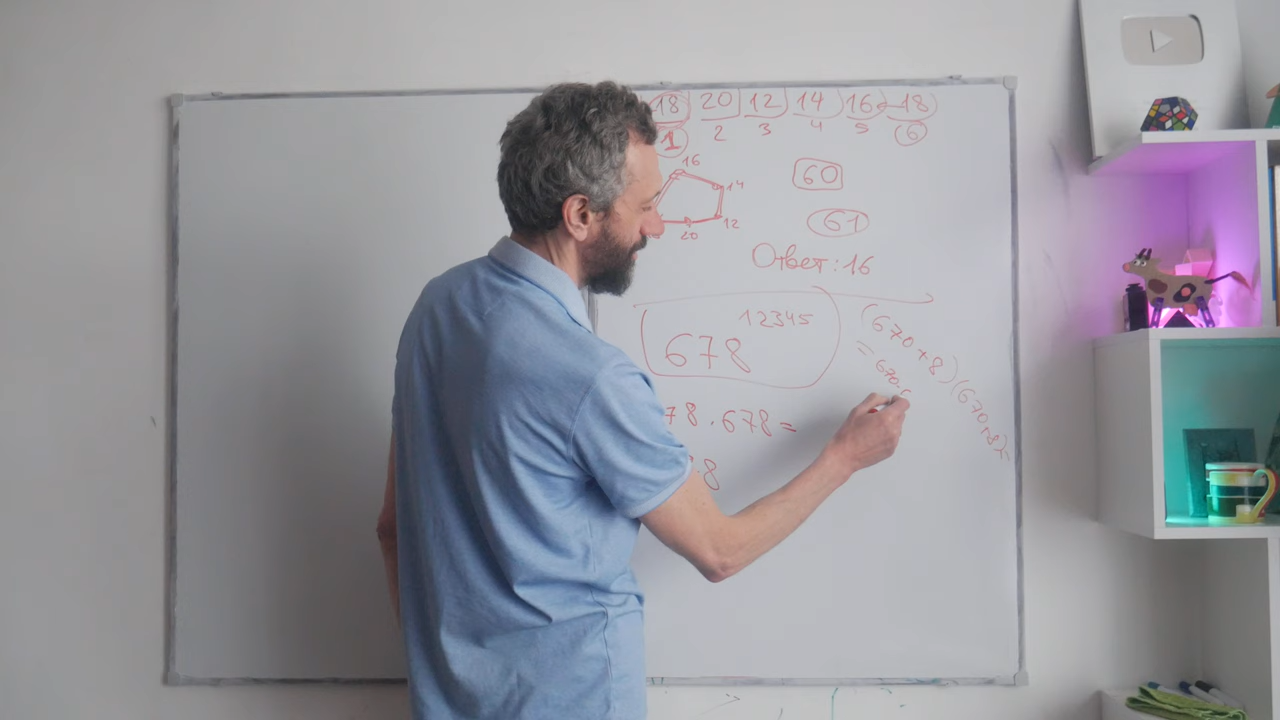 18 20 12 14 16 18
1 2 3 4 5 6
16
14
12
20
60
61
Ответ: 16
678 12345
78 · 678 =
· 8
(670 + 8)(670+8)=
= 670·